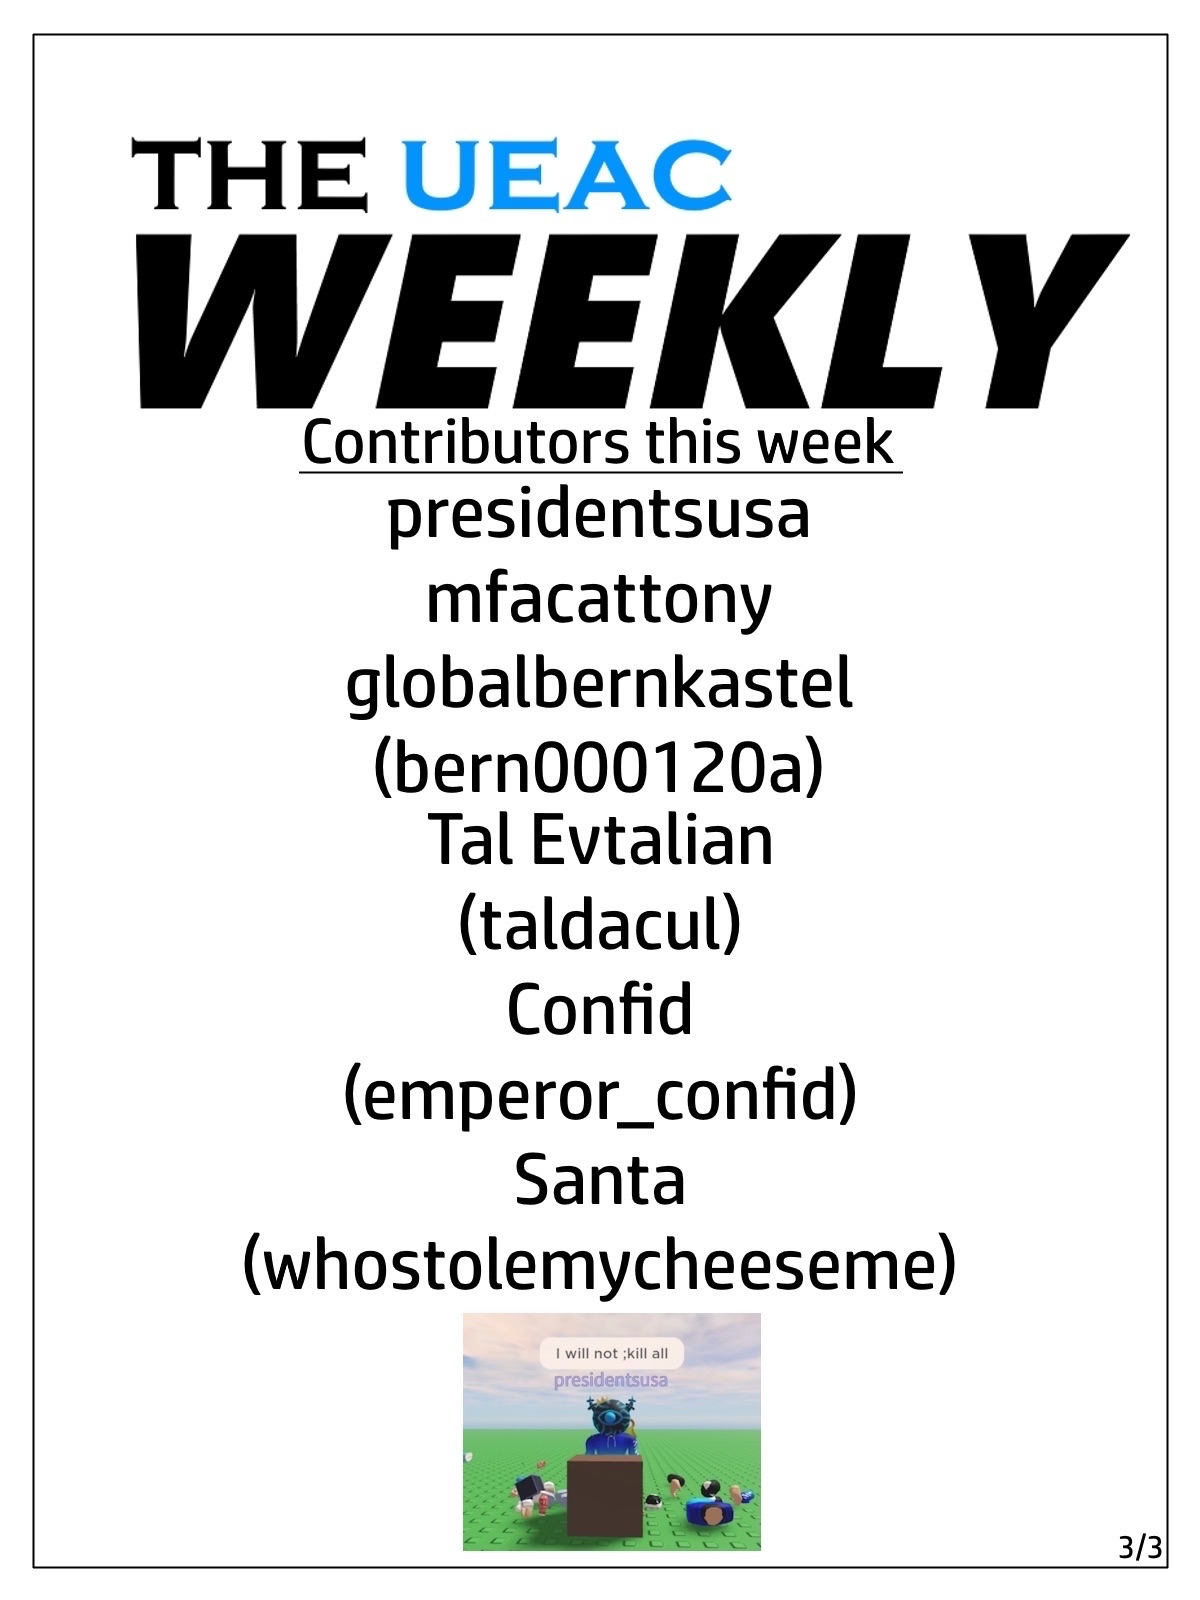 THE UEAC
WEEKLY
Contributors this week
presidentsusa
mfacattony
globalbernkastel
(bern000120a)
Tal Evtalian
(taldacul)
Confid
(emperor_confid)
Santa
(whostolemycheeseme)
I will not ;kill all
presidentsusa
3/3